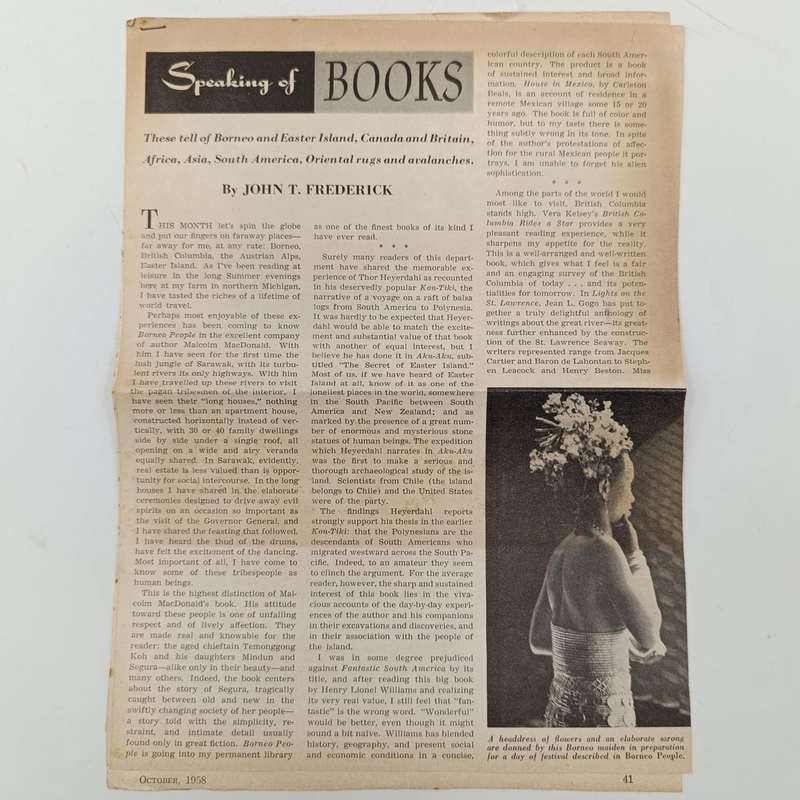 Speaking of BOOKS
These tell of Borneo and Easter Island, Canada and Britain,
Africa, Asia, South America, Oriental rugs and avalanches.
By JOHN T. FREDERICK
THIS MONTH let's spin the globe
and put our fingers on faraway places—
far away for me, at any rate: Borneo,
British Columbia, the Austrian Alps,
Easter Island. As I've been reading at
leisure in the long Summer evenings
here at my farm in northern Michigan,
I have tasted the riches of a lifetime of
world travel.
Perhaps most enjoyable of these ex-
periences has been coming to know
Borneo People in the excellent company
of author Malcolm MacDonald. With
him I have seen for the first time the
lush jungle of Sarawak, with its turbu-
lent rivers its only highways. With him
I have travelled up these rivers to visit
the pagan tribesmen of the interior. I
have seen their "long houses," nothing
more or less than an apartment house,
constructed horizontally instead of ver-
tically, with 30 or 40 family dwellings
side by side under a single roof, all
opening on a wide and airy veranda
equally shared. In Sarawak, evidently,
real estate is less valued than is oppor-
tunity for social intercourse. In the long
houses I have shared in the elaborate
ceremonies designed to drive away evil
spirits on an occasion so important as
the visit of the Governor General, and
I have shared the feasting that followed.
I have heard the thud of the drums,
have felt the excitement of the dancing.
Most important of all, I have come to
know some of these tribespeople as
human beings.
This is the highest distinction of Mal-
colm MacDonald's book. His attitude
toward these people is one of unfailing
respect and of lively affection. They
are made real and knowable for the
reader: the aged chieftain Temonggong
Koh and his daughters Mindun and
Segura—alike only in their beauty—and
many others. Indeed, the book centers
about the story of Segura, tragically
caught between old and new in the
swiftly changing society of her people—
a story told with the simplicity, re-
straint, and intimate detail usually
found only in great fiction. Borneo Peo-
ple is going into my permanent library
as one of the finest books of its kind I
have ever read.
* * *
Surely many readers of this depart-
ment have shared the memorable ex-
perience of Thor Heyerdahl as recounted
in his deservedly popular Kon-Tiki, the
narrative of a voyage on a raft of balsa
logs from South America to Polynesia.
It was hardly to be expected that Heyer-
dahl would be able to match the excite-
ment and substantial value of that book
with another of equal interest, but I
believe he has done it in Aku-Aku, sub-
titled "The Secret of Easter Island."
Most of us, if we have heard of Easter
Island at all, know of it as one of the
loneliest places in the world, somewhere
in the South Pacific between South
America and New Zealand; and as
marked by the presence of a great num-
ber of enormous and mysterious stone
statues of human beings. The expedition
which Heyerdahl narrates in Aku-Aku
was the first to make a serious and
thorough archaeological study of the is-
land. Scientists from Chile (the island
belongs to Chile) and the United States
were of the party.
The findings Heyerdahl reports
strongly support his thesis in the earlier
Kon-Tiki: that the Polynesians are the
descendants of South Americans who
migrated westward across the South Pa-
cific. Indeed, to an amateur they seem
to clinch the argument. For the average
reader, however, the sharp and sustained
interest of this book lies in the viva-
cious accounts of the day-by-day experi-
ences of the author and his companions
in their excavations and discoveries, and
in their association with the people of
the island.
I was in some degree prejudiced
against Fantastic South America by its
title, and after reading this big book
by Henry Lionel Williams and realizing
its very real value, I still feel that "fan-
tastic" is the wrong word. "Wonderful"
would be better, even though it might
sound a bit naïve. Williams has blended
history, geography, and present social
and economic conditions in a concise,
colorful description of each South Amer-
ican country. The product is a book
of sustained interest and broad infor-
mation. House in Mexico, by Carleton
Beals, is an account of residence in a
remote Mexican village some 15 or 20
years ago. The book is full of color and
humor, but to my taste there is some-
thing subtly wrong in its tone. In spite
of the author's protestations of affec-
tion for the rural Mexican people it por-
trays, I am unable to forget his alien
sophistication.
* * *
Among the parts of the world I would
most like to visit, British Columbia
stands high. Vera Kelsey's British Co-
lumbia Rides a Star provides a very
pleasant reading experience, while it
sharpens my appetite for the reality.
This is a well-arranged and well-written
book, which gives what I feel is a fair
and an engaging survey of the British
Columbia of today . . . and its poten-
tialities for tomorrow. In Lights on the
St. Lawrence, Jean L. Gogo has put to-
gether a truly delightful anthology of
writings about the great river—its great-
ness further enhanced by the construc-
tion of the St. Lawrence Seaway. The
writers represented range from Jacques
Cartier and Baron de Lahontan to Steph-
en Leacock and Henry Beston. Miss
A headdress of flowers and an elaborate sarong
are donned by this Borneo maiden in preparation
for a day of festival described in Borneo People.
OCTOBER, 1958
41